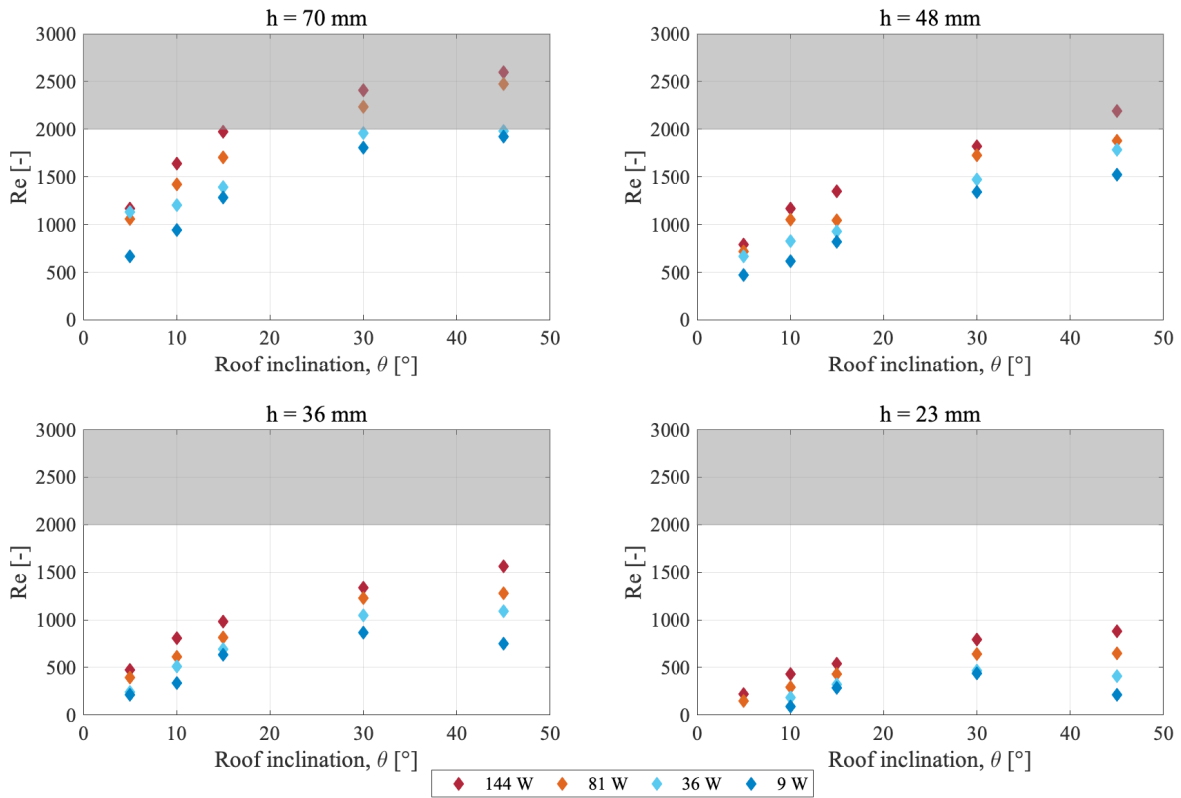 h = 70 mm
3000
2500
2000
1500
1000
500
0
Re [-]
0 10 20 30 40 50
Roof inclination, θ [°]
h = 48 mm
3000
2500
2000
1500
1000
500
0
Re [-]
0 10 20 30 40 50
Roof inclination, θ [°]
h = 36 mm
3000
2500
2000
1500
1000
500
0
Re [-]
0 10 20 30 40 50
Roof inclination, θ [°]
h = 23 mm
3000
2500
2000
1500
1000
500
0
Re [-]
0 10 20 30 40 50
Roof inclination, θ [°]
144 W 81 W 36 W 9 W